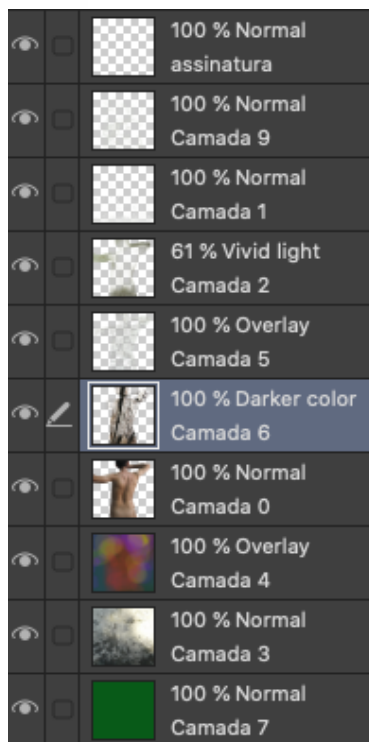 100 % Normal
assinatura
100 % Normal
Camada 9
100 % Normal
Camada 1
61 % Vivid light
Camada 2
100 % Overlay
Camada 5
100 % Darker color
Camada 6
100 % Normal
Camada 0
100 % Overlay
Camada 4
100 % Normal
Camada 3
100 % Normal
Camada 7